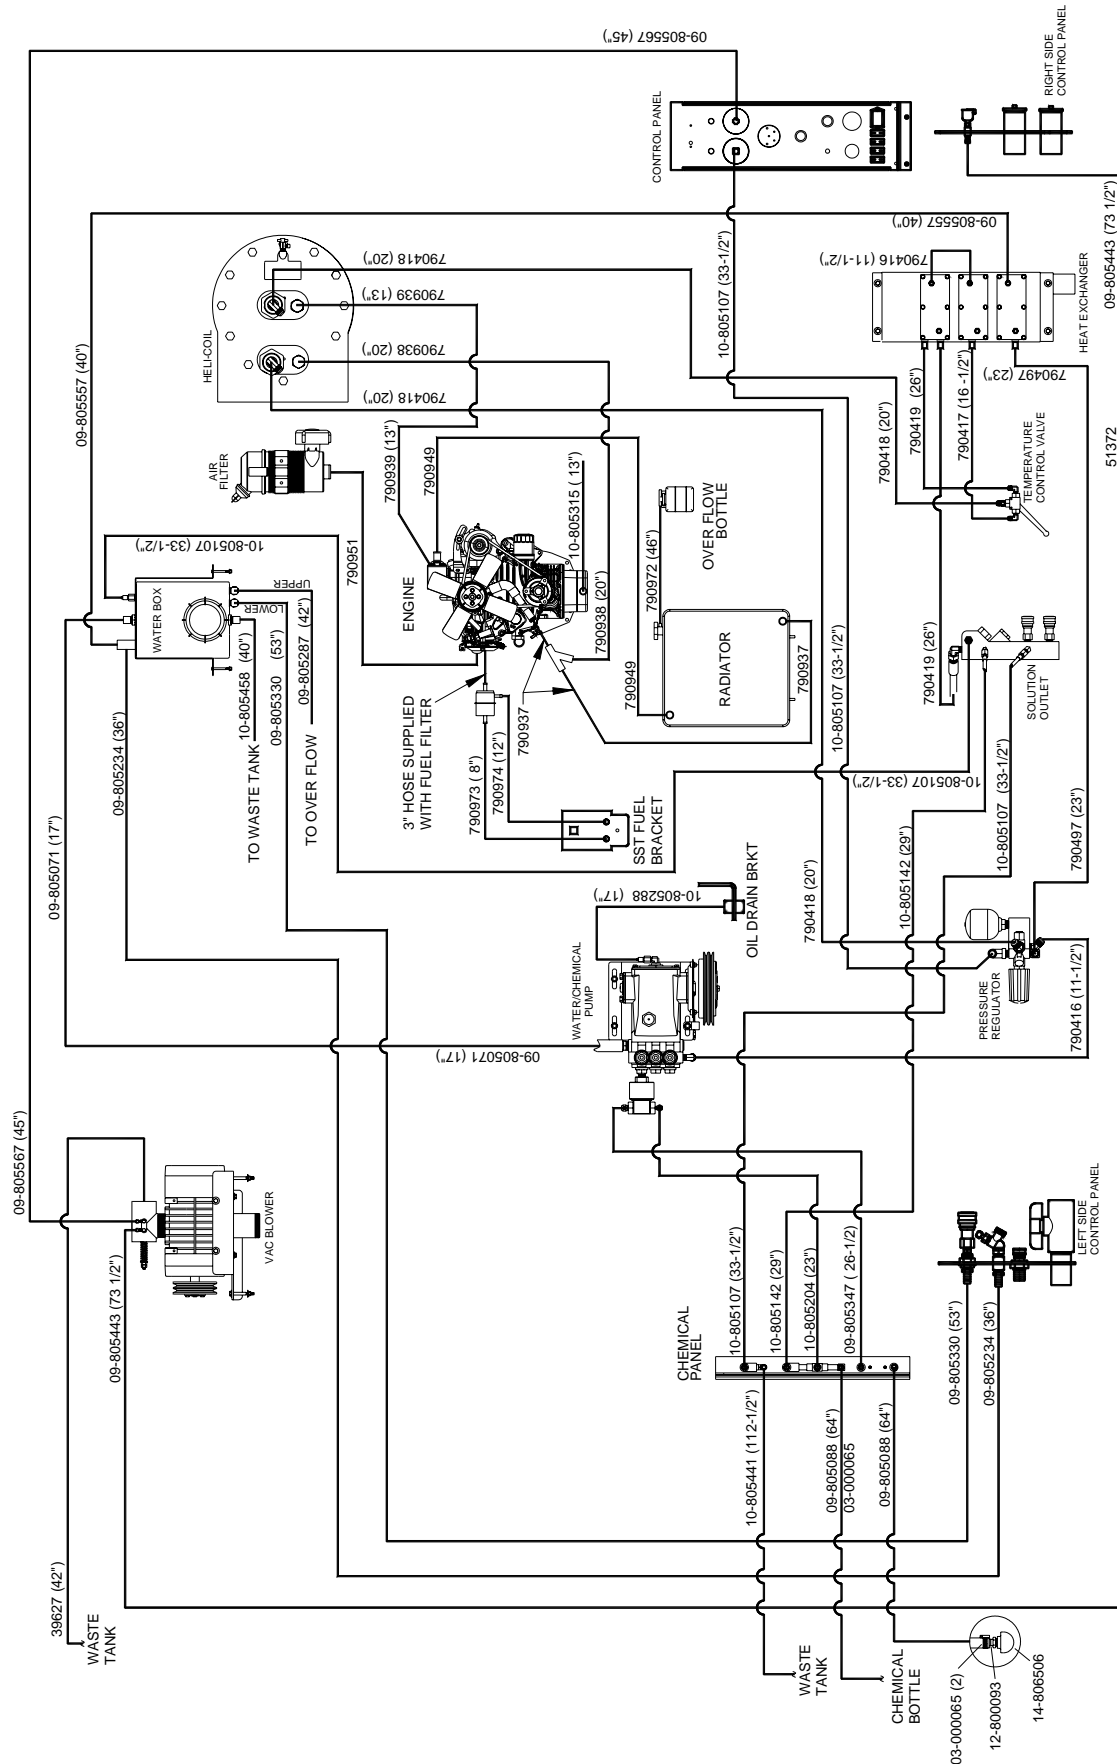 39627 (42")
WASTE
TANK
09-805443 (73 1/2")
09-805567 (45")
VAC BLOWER
09-805071 (17")
09-805234 (36")
TO WASTE TANK
10-805458 (40")
09-805330 (53")
TO OVER FLOW
09-805287 (42")
LOWER
UPPER
WATER BOX
10-805107 (33-1/2")
09-805557 (40")
AIR
FILTER
HELI-COIL
790418 (20")
790939 (13")
790938 (20")
790418 (20")
09-805567 (45")
CONTROL PANEL
RIGHT SIDE
CONTROL PANEL
790951
790939 (13")
790949
ENGINE
10-805315 ( 13")
790938 (20")
3" HOSE SUPPLIED
WITH FUEL FILTER
790937
790973 ( 8")
790974 (12")
SST FUEL
BRACKET
790949
790972 (46")
OVER FLOW
BOTTLE
RADIATOR
790937
10-805107 (33-1/2")
09-805557 (40")
790416 (11-1/2")
HEAT EXCHANGER
790497 (23")
790418 (20")
790419 (26")
790417 (16 -1/2")
TEMPERATURE
CONTROL VALVE
09-805443 (73 1/2")
51372
10-805107 (33-1/2")
790419 (26")
SOLUTION
OUTLET
10-805107 (33-1/2")
10-805107 (33-1/2")
790497 (23")
10-805142 (29")
790418 (20")
10-805288 (17")
OIL DRAIN BRKT
WATER/CHEMICAL
PUMP
09-805071 (17")
PRESSURE
REGULATOR
790416 (11-1/2")
CHEMICAL
PANEL
10-805107 (33-1/2")
10-805142 (29")
10-805204 (23")
09-805347 ( 26-1/2)
LEFT SIDE
CONTROL PANEL
09-805330 (53")
09-805234 (36")
10-805441 (112-1/2")
09-805088 (64")
03-000065
09-805088 (64")
WASTE
TANK
CHEMICAL
BOTTLE
03-000065 (2)
12-800093
14-806506